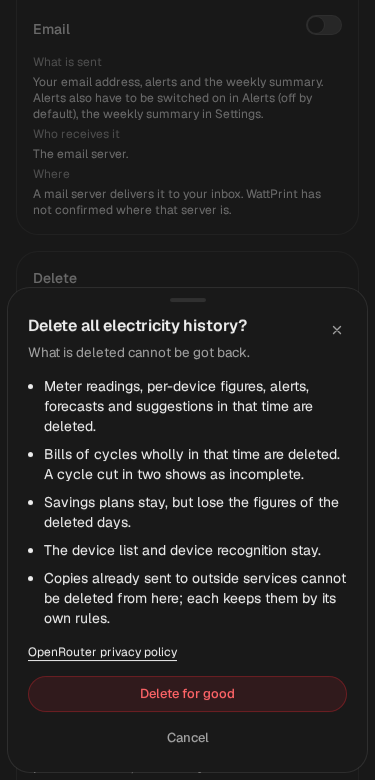 Email
What is sent
Your email address, alerts and the weekly summary.
Alerts also have to be switched on in Alerts (off by
default), the weekly summary in Settings.
Who receives it
The email server.
Where
A mail server delivers it to your inbox. WattPrint has
not confirmed where that server is.
Delete
Delete all electricity history?
What is deleted cannot be got back.
• Meter readings, per-device figures, alerts,
forecasts and suggestions in that time are
deleted.
• Bills of cycles wholly in that time are deleted.
A cycle cut in two shows as incomplete.
• Savings plans stay, but lose the figures of the
deleted days.
• The device list and device recognition stay.
• Copies already sent to outside services cannot
be deleted from here; each keeps them by its
own rules.
OpenRouter privacy policy
Delete for good
Cancel